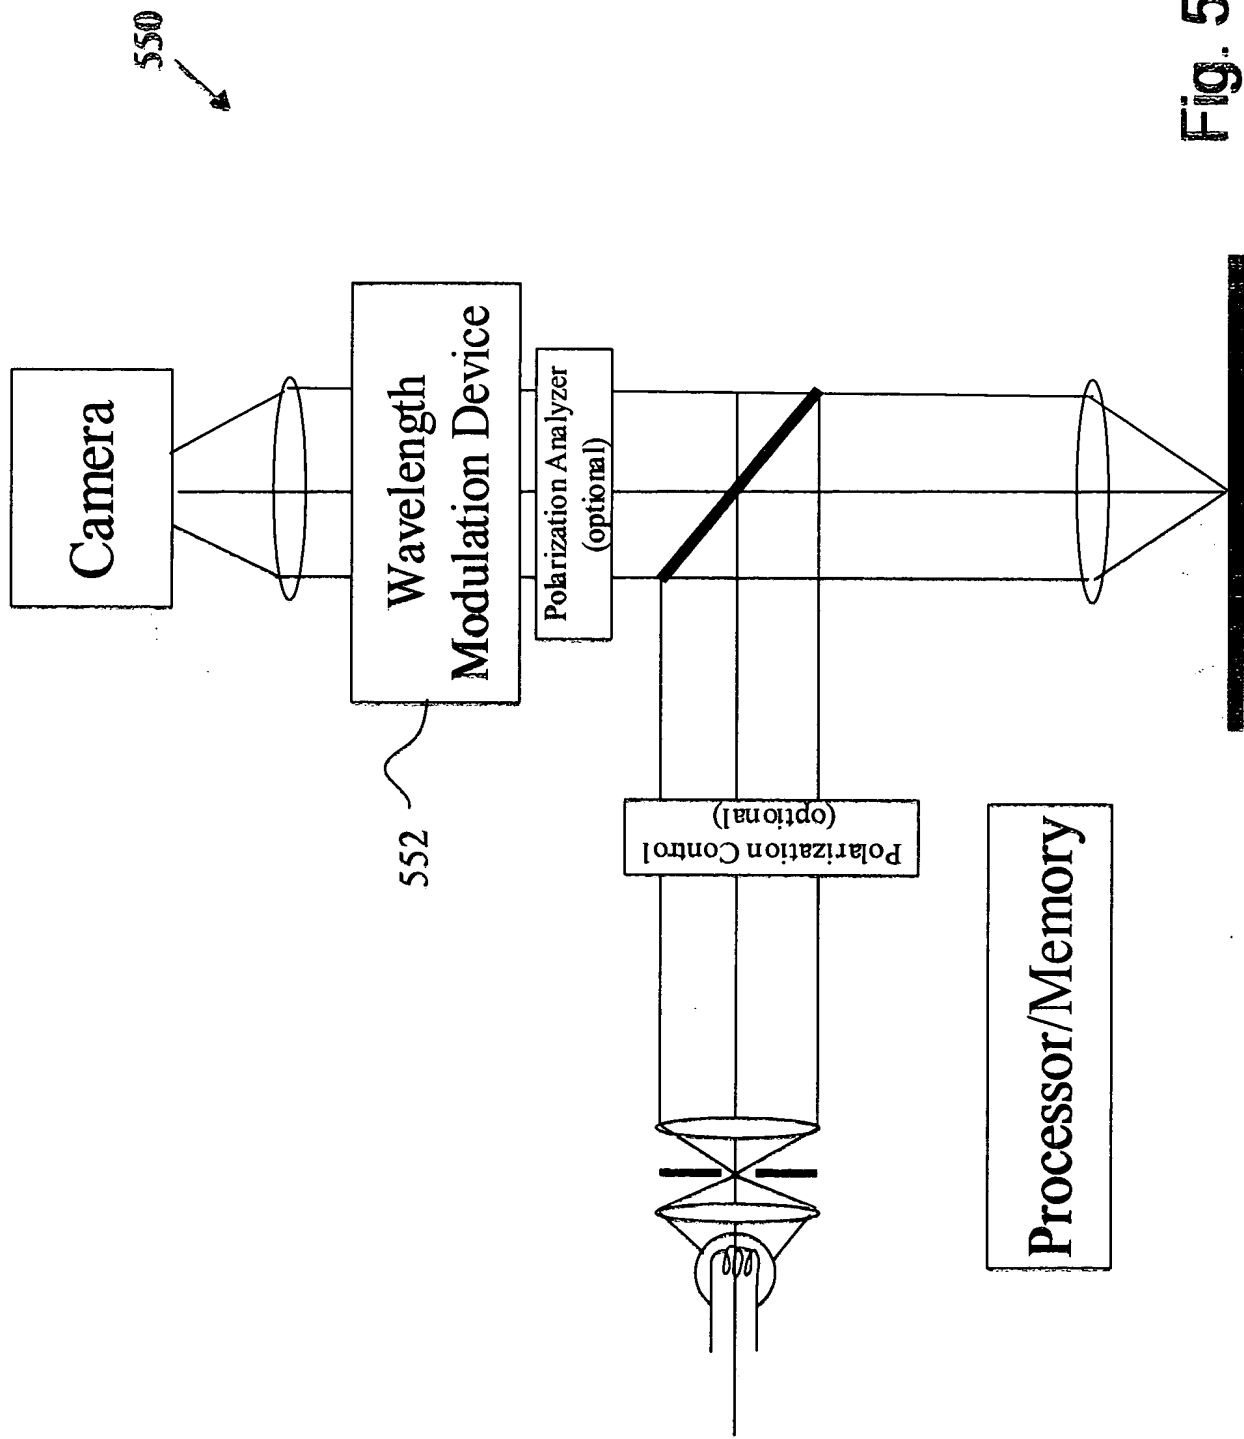 550
Camera
Wavelength
Modulation Device
552
Polarization Analyzer
(optional)
Polarization Control
(optional)
Processor/Memory
Fig. 5